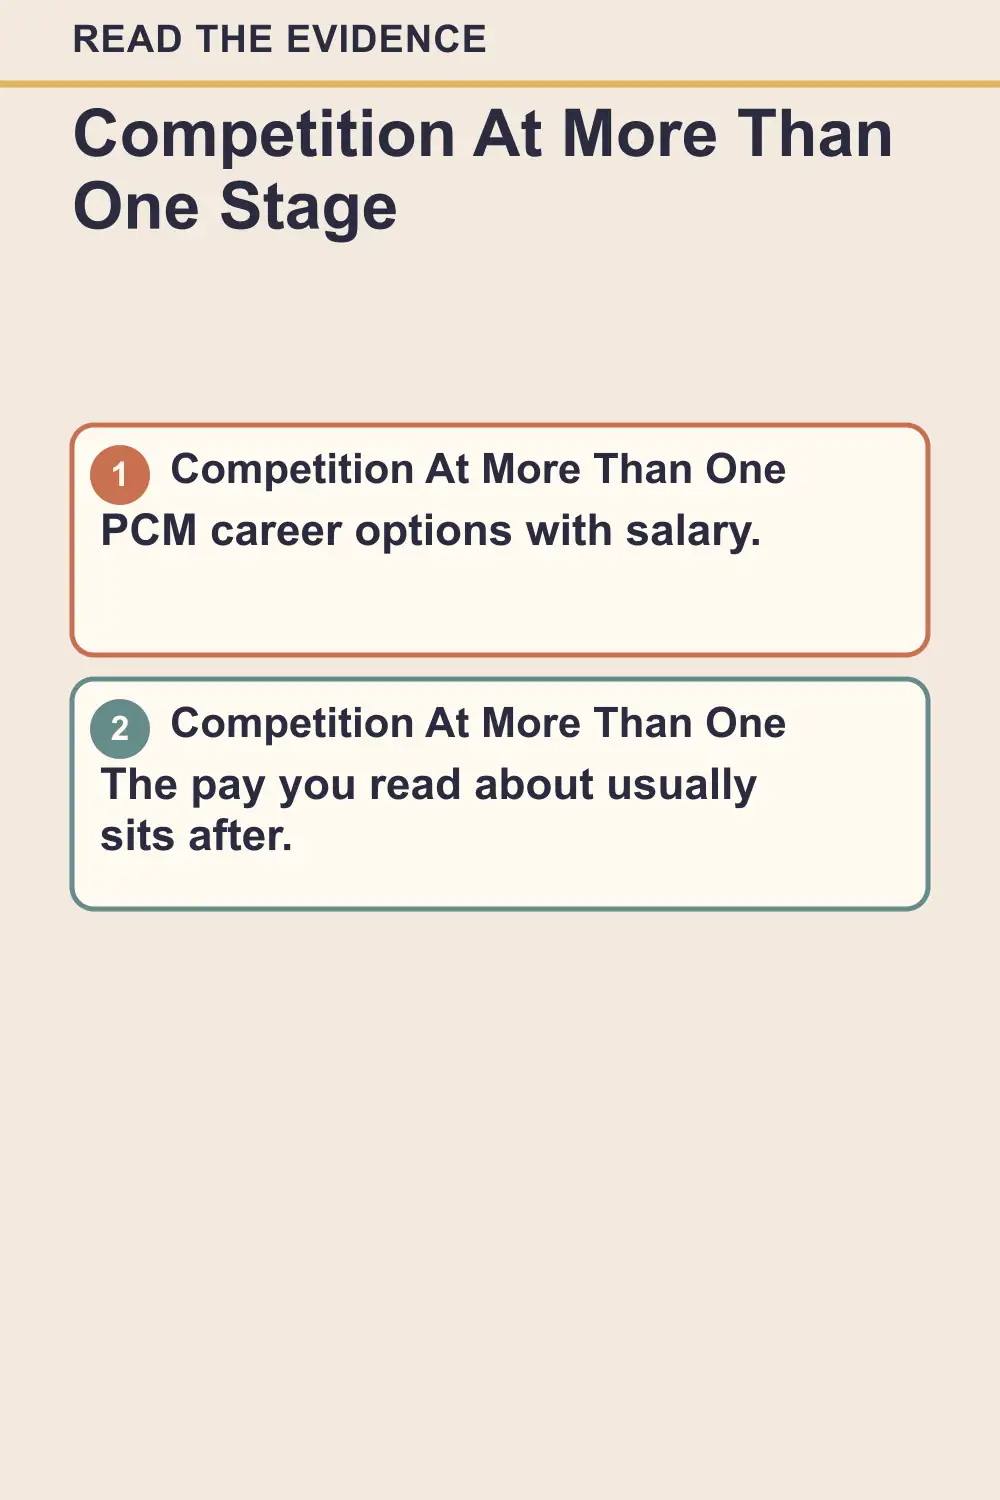 READ THE EVIDENCE
Competition At More Than
One Stage
1 Competition At More Than One
PCM career options with salary.
2 Competition At More Than One
The pay you read about usually
sits after.